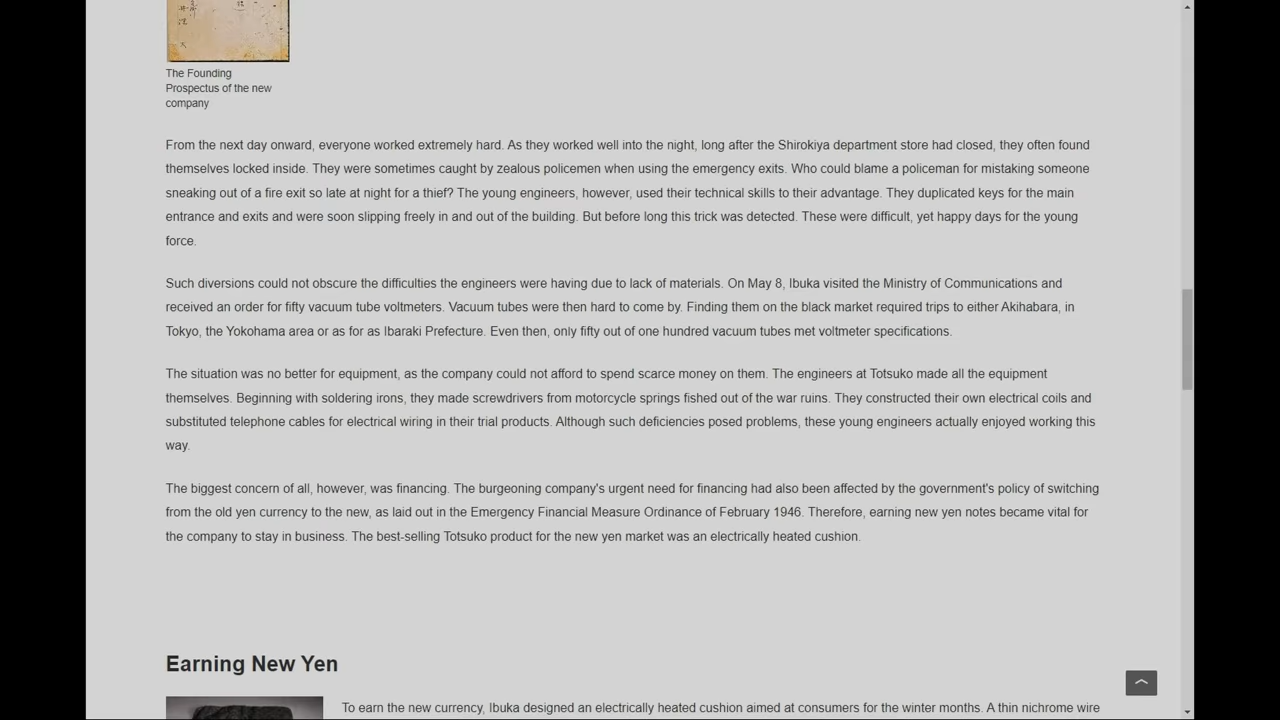 The Founding
Prospectus of the new
company
From the next day onward, everyone worked extremely hard. As they worked well into the night, long after the Shirokiya department store had closed, they often found
themselves locked inside. They were sometimes caught by zealous policemen when using the emergency exits. Who could blame a policeman for mistaking someone
sneaking out of a fire exit so late at night for a thief? The young engineers, however, used their technical skills to their advantage. They duplicated keys for the main
entrance and exits and were soon slipping freely in and out of the building. But before long this trick was detected. These were difficult, yet happy days for the young
force.
Such diversions could not obscure the difficulties the engineers were having due to lack of materials. On May 8, Ibuka visited the Ministry of Communications and
received an order for fifty vacuum tube voltmeters. Vacuum tubes were then hard to come by. Finding them on the black market required trips to either Akihabara, in
Tokyo, the Yokohama area or as for as Ibaraki Prefecture. Even then, only fifty out of one hundred vacuum tubes met voltmeter specifications.
The situation was no better for equipment, as the company could not afford to spend scarce money on them. The engineers at Totsuko made all the equipment
themselves. Beginning with soldering irons, they made screwdrivers from motorcycle springs fished out of the war ruins. They constructed their own electrical coils and
substituted telephone cables for electrical wiring in their trial products. Although such deficiencies posed problems, these young engineers actually enjoyed working this
way.
The biggest concern of all, however, was financing. The burgeoning company's urgent need for financing had also been affected by the government's policy of switching
from the old yen currency to the new, as laid out in the Emergency Financial Measure Ordinance of February 1946. Therefore, earning new yen notes became vital for
the company to stay in business. The best-selling Totsuko product for the new yen market was an electrically heated cushion.
Earning New Yen
To earn the new currency, Ibuka designed an electrically heated cushion aimed at consumers for the winter months. A thin nichrome wire